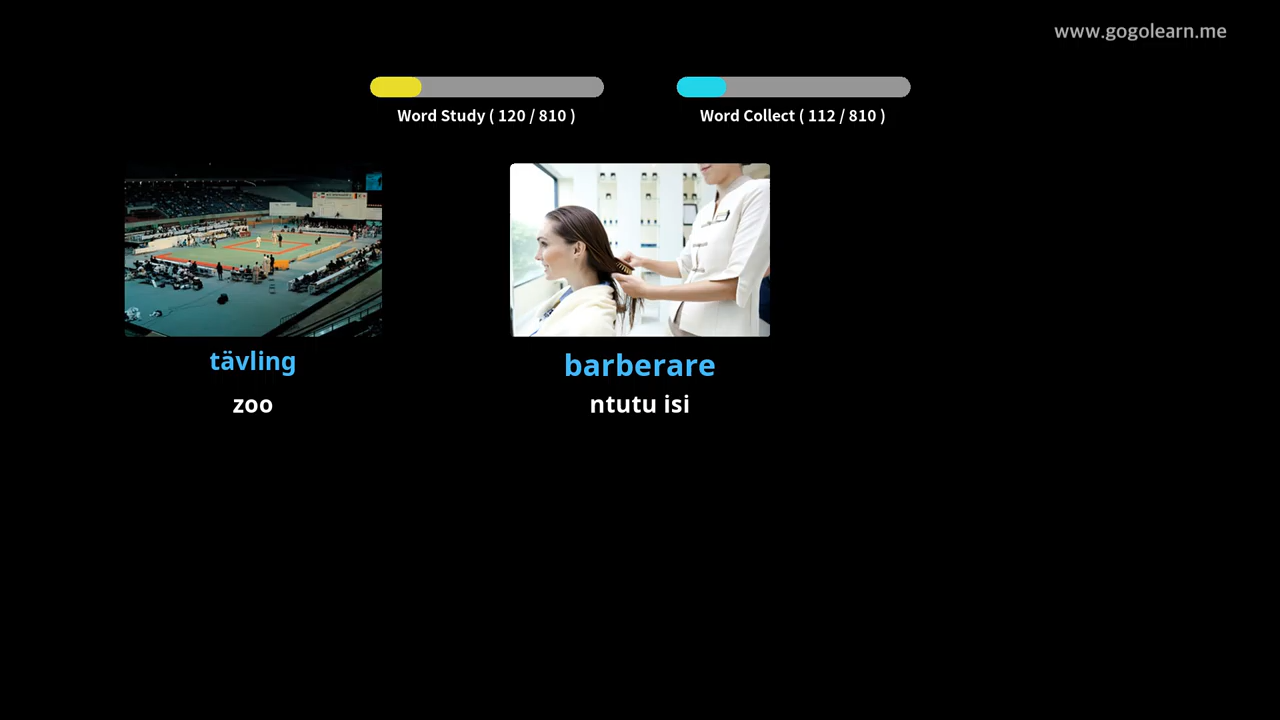 www.gogolearn.me
Word Study ( 120 / 810 )
Word Collect ( 112 / 810 )
tävling
zoo
barberare
ntutu isi